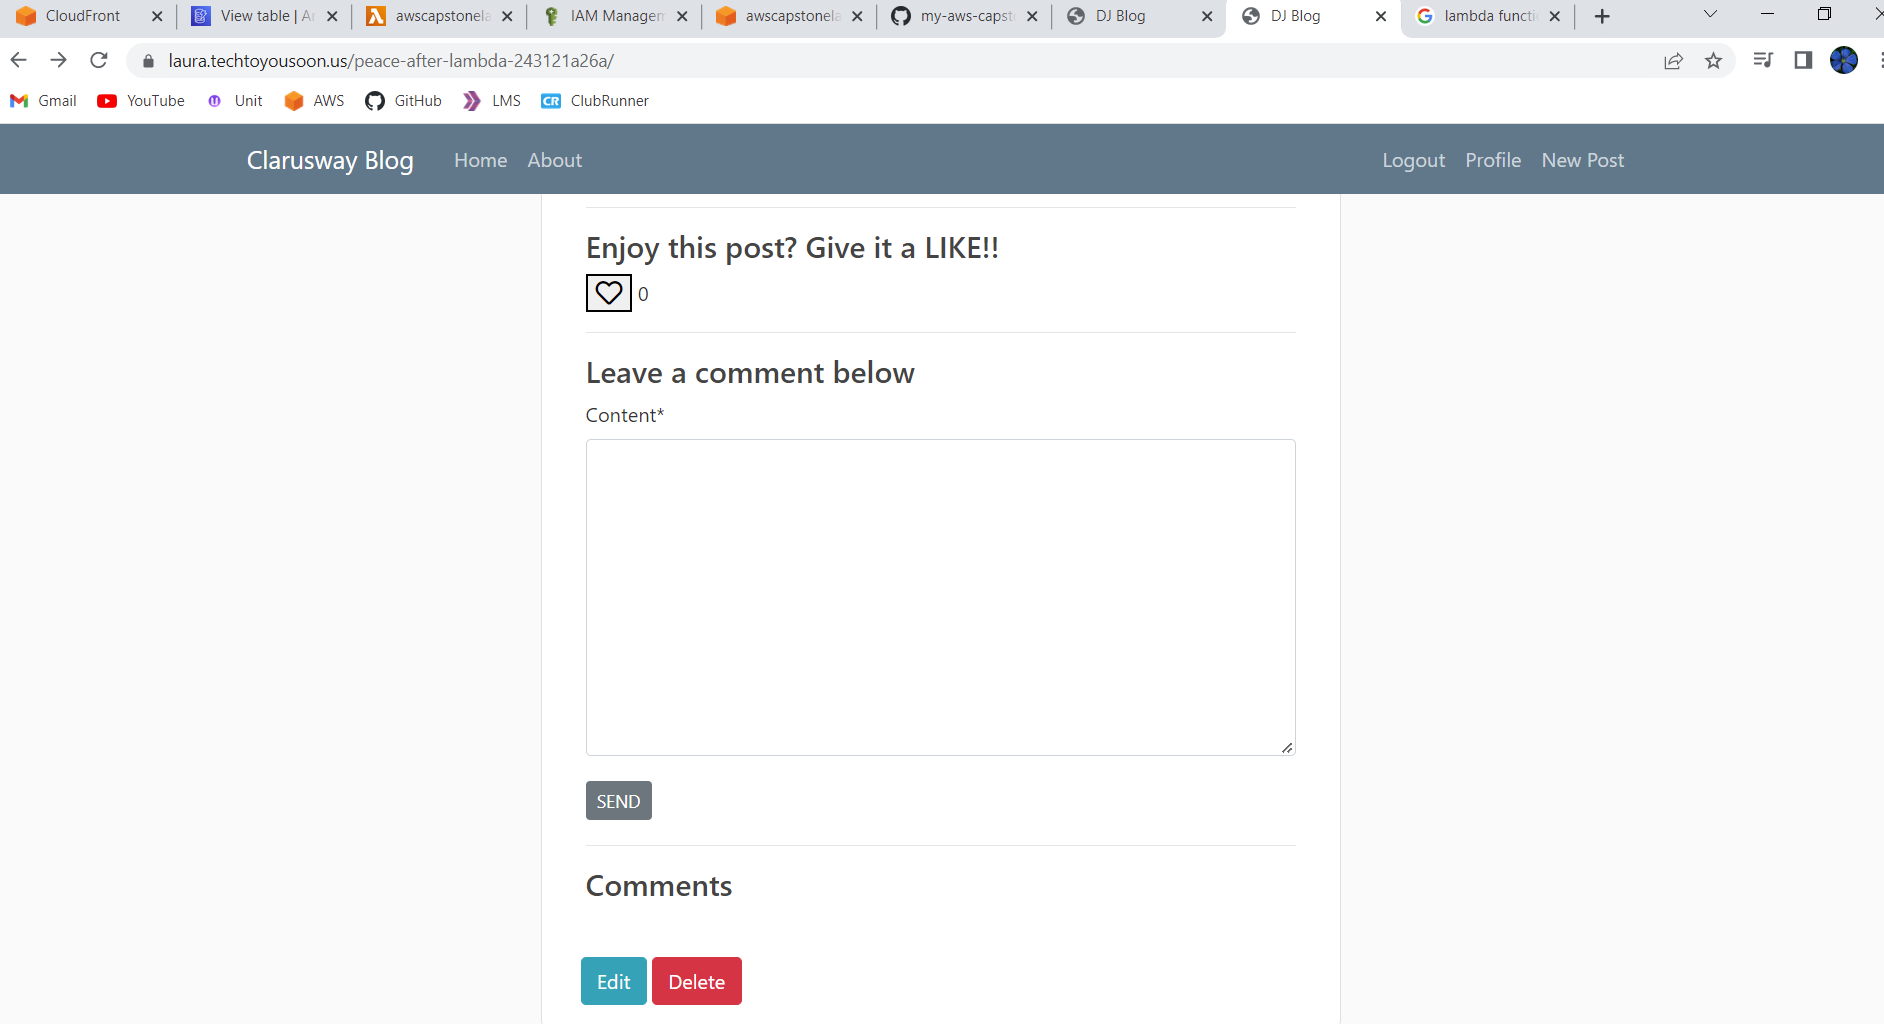 CloudFront
View table | A
awscapstonela
IAM Managem
awscapstonela
my-aws-capst
DJ Blog
DJ Blog
lambda functi
laura.techtoyousoon.us/peace-after-lambda-243121a26a/
Gmail
YouTube
Unit
AWS
GitHub
LMS
CR
ClubRunner
Clarusway Blog
Home
About
Logout
Profile
New Post
Enjoy this post? Give it a LIKE!!
0
Leave a comment below
Content*
SEND
Comments
Edit
Delete